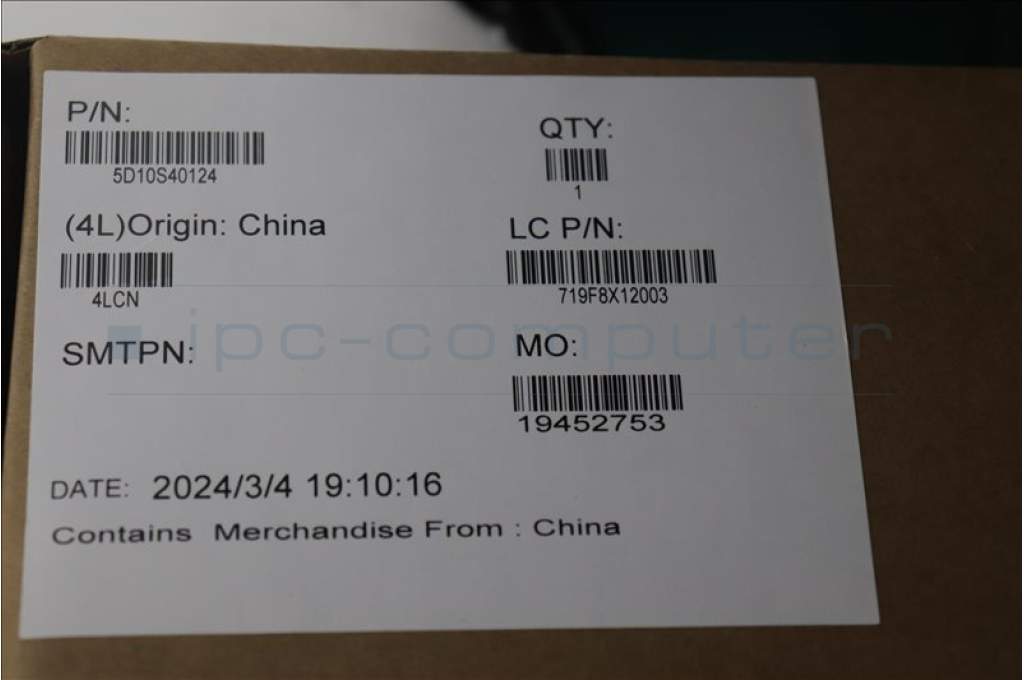 P/N:
5D10S40124
QTY:
1
(4L)Origin: China
4LCN
LC P/N:
719F8X12003
ipc-computer
SMTPN:
MO:
19452753
DATE: 2024/3/4 19:10:16
Contains Merchandise From : China